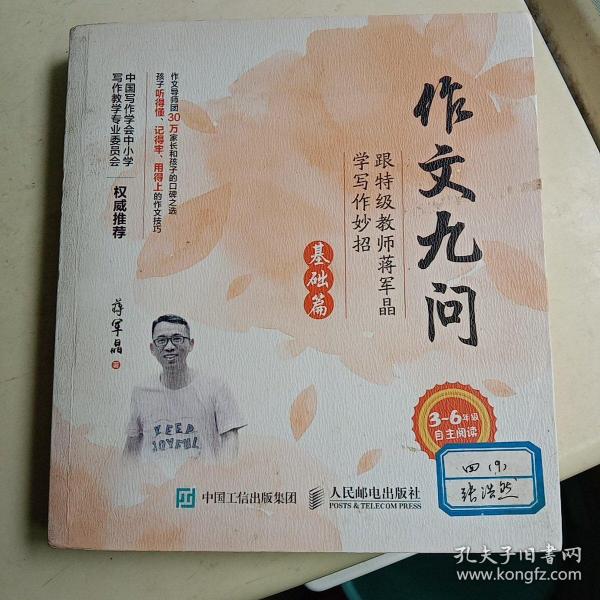 作文九问
跟特级教师蒋军晶
学写作妙招
基础篇
作文导师团30万家长和孩子的口碑之选
孩子听得懂、记得牢、用得上的作文技巧
中国写作学会中小学
写作教学专业委员会
权威推荐
蒋军晶
KEEP
JOYFUL
3-6年级
自主阅读
四(9)
张浩然
中国工信出版集团
人民邮电出版社
POSTS & TELECOM PRESS
孔夫子旧书网
www.kongfz.com